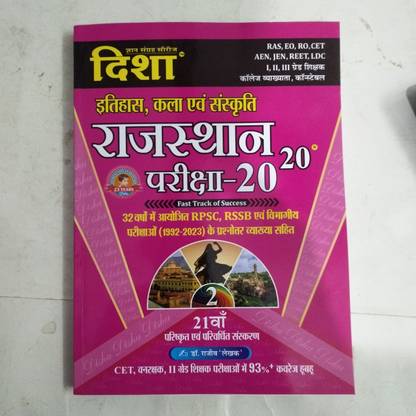 ज्ञान संग्रह सीरीज
दिशा
RAS, EO, RO, CET
AEN, JEN, REET, LDC
I, II, III ग्रेड शिक्षक
कॉलेज व्याख्याता, कॉन्स्टेबल
इतिहास, कला एवं संस्कृति
राजस्थान
परीक्षा-20 20
Fast Track of Success
32 वर्षों में आयोजित RPSC, RSSB एवं विभागीय
परीक्षाओं (1992-2023) के प्रश्नोत्तर व्याख्या सहित
2
21वाँ
परिष्कृत एवं परिवर्धित संस्करण
डॉ. राजीव 'लेखक'
CET, वनरक्षक, II ग्रेड शिक्षक परीक्षाओं में 93%+ कवरेज हूबहू